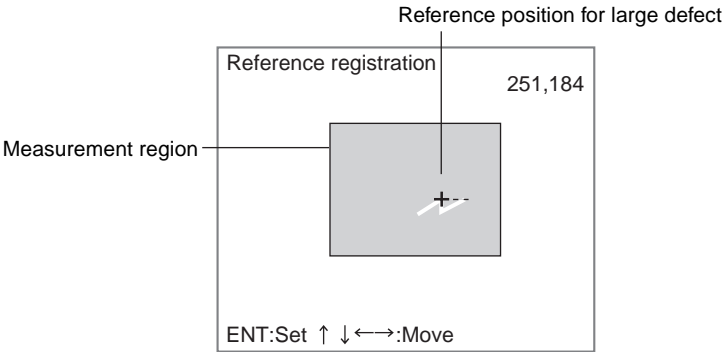 Reference position for large defect
Reference registration
251,184
Measurement region
ENT:Set ↑ ↓ ←→:Move